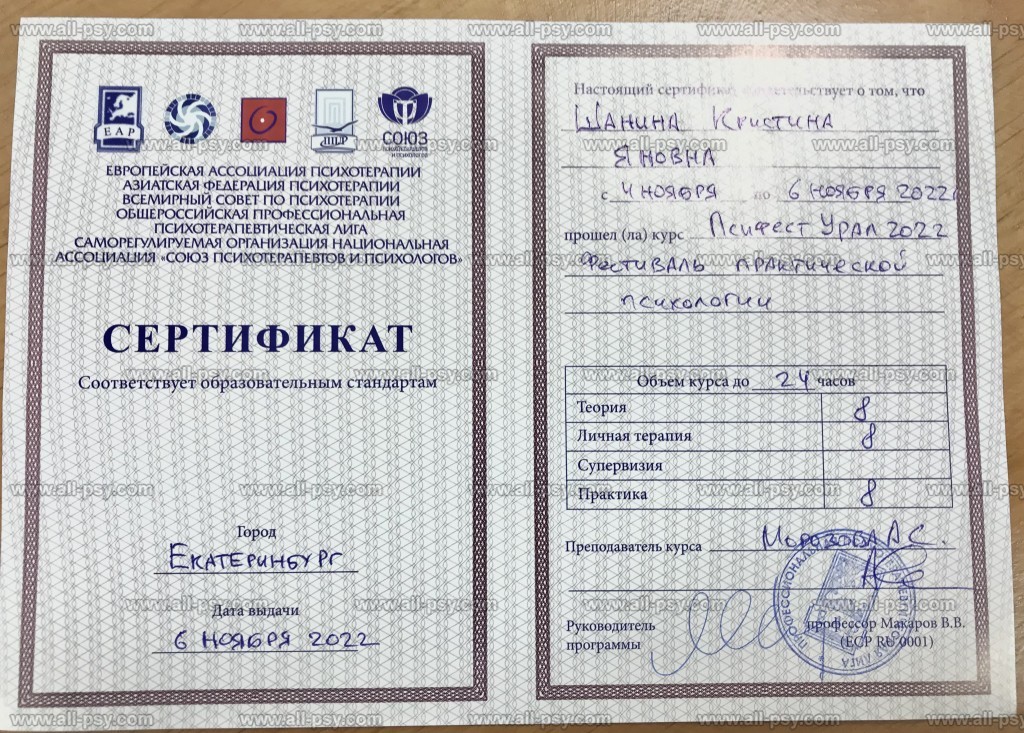 ЕАР
ППЛ
СОЮЗ
ПСИХОТЕРАПЕВТОВ
И ПСИХОЛОГОВ
ЕВРОПЕЙСКАЯ АССОЦИАЦИЯ ПСИХОТЕРАПИИ
АЗИАТСКАЯ ФЕДЕРАЦИЯ ПСИХОТЕРАПИИ
ВСЕМИРНЫЙ СОВЕТ ПО ПСИХОТЕРАПИИ
ОБЩЕРОССИЙСКАЯ ПРОФЕССИОНАЛЬНАЯ
ПСИХОТЕРАПЕВТИЧЕСКАЯ ЛИГА
САМОРЕГУЛИРУЕМАЯ ОРГАНИЗАЦИЯ НАЦИОНАЛЬНАЯ
АССОЦИАЦИЯ «СОЮЗ ПСИХОТЕРАПЕВТОВ И ПСИХОЛОГОВ»
СЕРТИФИКАТ
Соответствует образовательным стандартам
Город
ЕКАТЕРИНБУРГ
Дата выдачи
6 НОЯБРЯ 2022
Настоящий сертификат свидетельствует о том, что
ШАНИНА КРИСТИНА
ЯНОВНА
с 4 НОЯБРЯ по 6 НОЯБРЯ 2022
прошел (ла) курс Псифест Урал 2022
Фестиваль практической
психологии
Объем курса до 24 часов
Теория 8
Личная терапия 8
Супервизия
Практика 8
Преподаватель курса Морозова А С.
Руководитель
программы
профессор Макаров В.В.
(ECP RU 0001)
www.all-psy.com